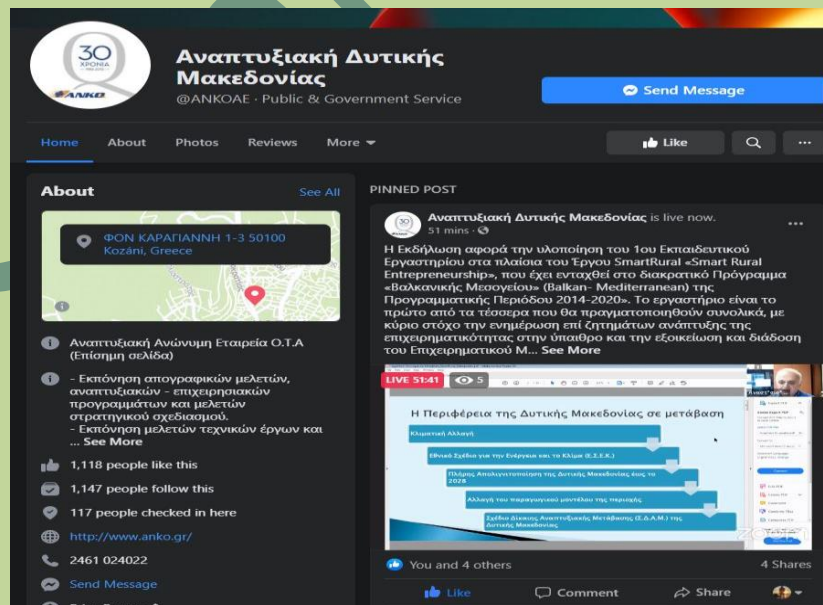 30
ΧΡΟΝΙΑ
ANKO
Αναπτυξιακή Δυτικής
Μακεδονίας
@ANKOAE · Public & Government Service
Send Message
Home
About
Photos
Reviews
More
Like
About
See All
ΦΟΝ ΚΑΡΑΓΙΑΝΝΗ 1-3 50100
Kozáni, Greece
Αναπτυξιακή Ανώνυμη Εταιρεία Ο.Τ.Α
(Επίσημη σελίδα)
- Εκπόνηση απογραφικών μελετών,
αναπτυξιακών - επιχειρησιακών
προγραμμάτων και μελετών
στρατηγικού σχεδιασμού.
- Εκπόνηση μελετών τεχνικών έργων και
... See More
1,118 people like this
1,147 people follow this
117 people checked in here
http://www.anko.gr/
2461 024022
Send Message
PINNED POST
Αναπτυξιακή Δυτικής Μακεδονίας is live now.
51 mins ·
Η Εκδήλωση αφορά την υλοποίηση του 1ου Εκπαιδευτικού
Εργαστηρίου στα πλαίσια του Έργου SmartRural «Smart Rural
Entrepreneurship», που έχει ενταχθεί στο διακρατικό Πρόγραμμα
«Βαλκανικής Μεσογείου» (Balkan- Mediterranean) της
Προγραμματικής Περιόδου 2014-2020». Το εργαστήριο είναι το
πρώτο από τα τέσσερα που θα πραγματοποιηθούν συνολικά, με
κύριο στόχο την ενημέρωση επί ζητημάτων ανάπτυξης της
επιχειρηματικότητας στην ύπαιθρο και την εξοικείωση και διάδοση
του Επιχειρηματικού Μ... See More
LIVE 51:41
5
Η Περιφέρεια της Δυτικής Μακεδονίας σε μετάβαση
Κλιματική Αλλαγή
Εθνικό Σχέδιο για την Ενέργεια και το Κλίμα (Ε.Σ.Ε.Κ.)
Πλήρης Απολιγνιτοποίηση της Δυτικής Μακεδονίας έως το
2028
Αλλαγή του παραγωγικού μοντέλου της περιοχής
Σχέδιο Δίκαιης Αναπτυξιακής Μετάβασης (Σ.Δ.Α.Μ.) της
Δυτικής Μακεδονίας
zoom
You and 4 others
4 Shares
Like
Comment
Share